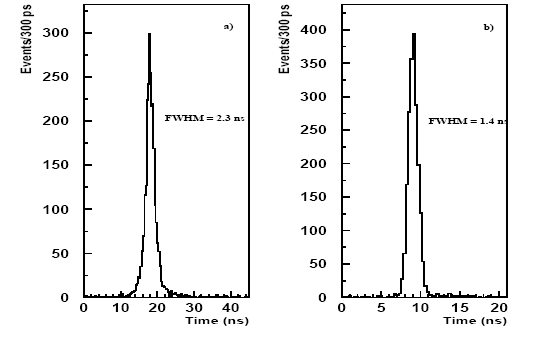 Events/300 ps
a)
300
250
200
150
100
50
0
FWHM = 2.3 ns
0 10 20 30 40
Time (ns)
Events/300 ps
b)
400
350
300
250
200
150
100
50
0
FWHM = 1.4 ns
0 5 10 15 20
Time (ns)